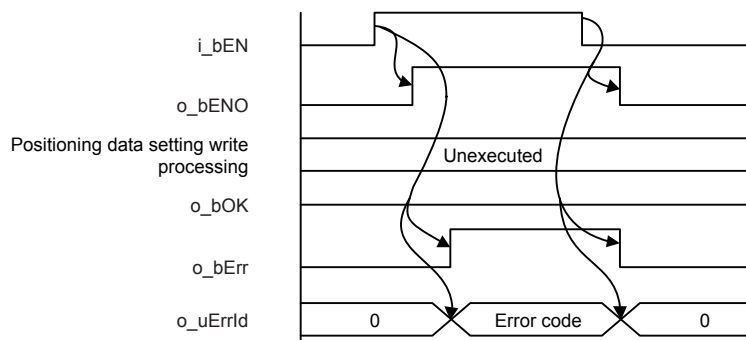 i_bEN
o_bENO
Positioning data setting write
processing
Unexecuted
o_bOK
o_bErr
o_uErrId
0
Error code
0